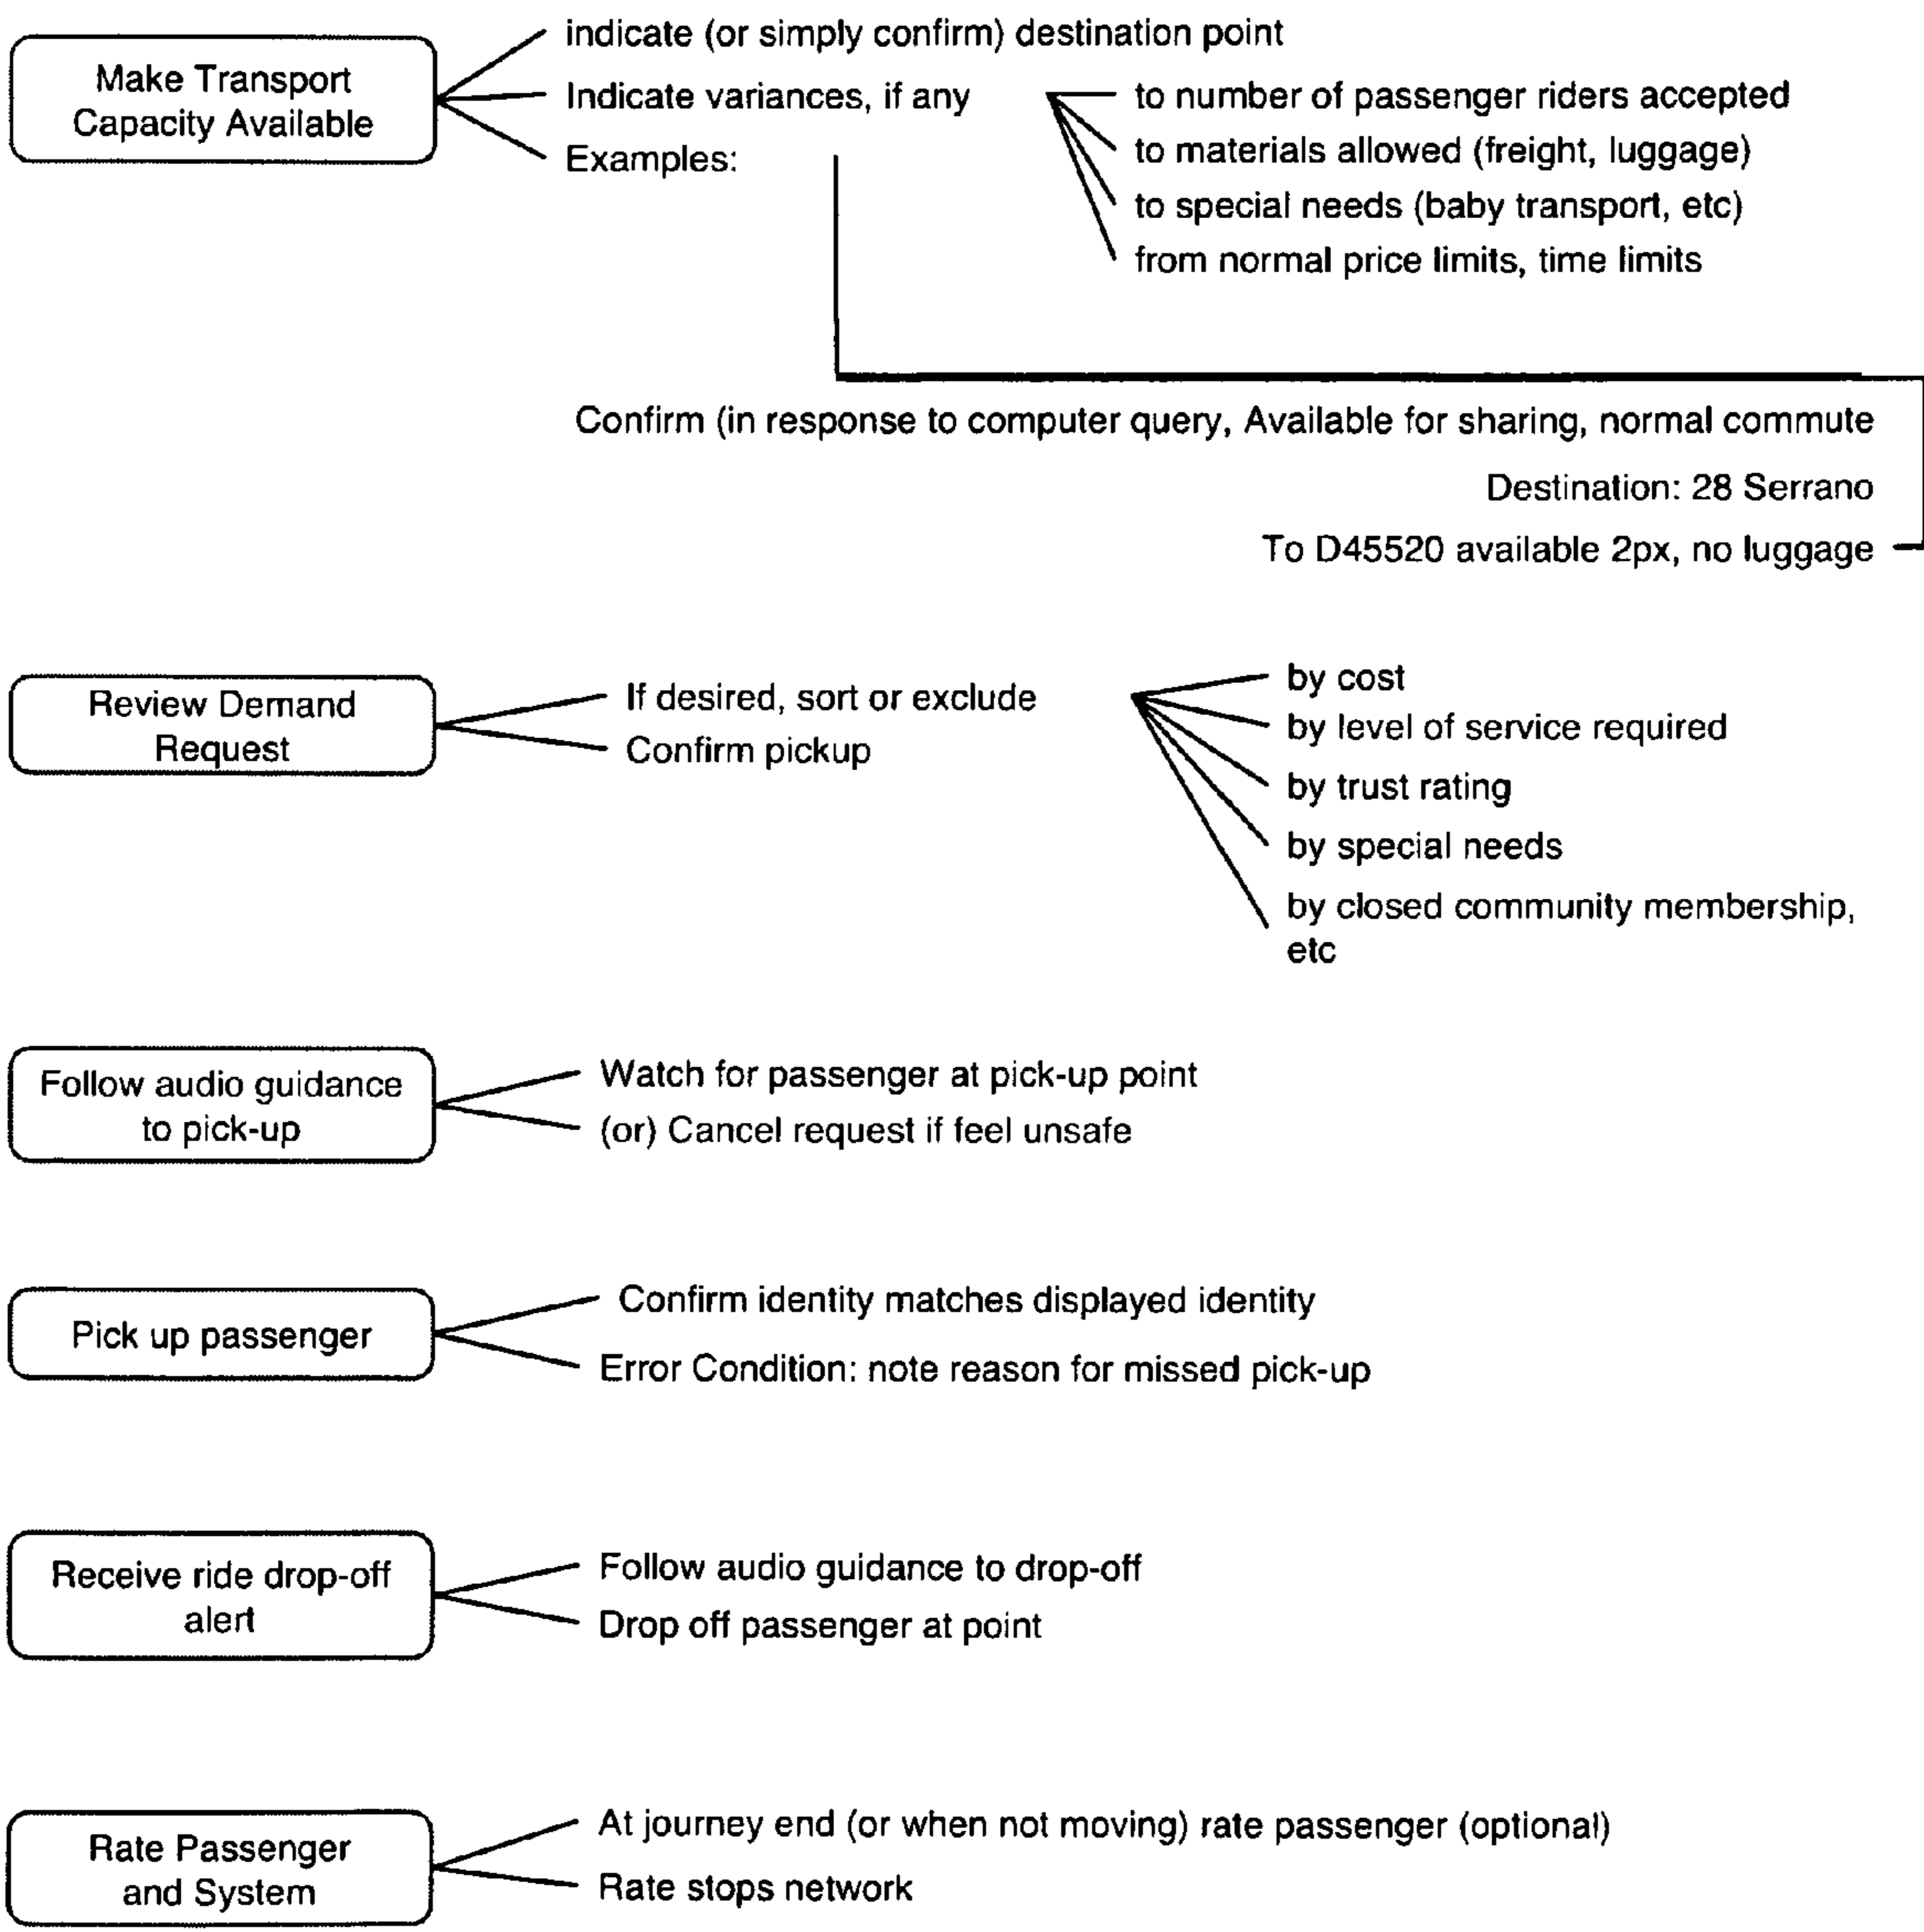 Make Transport
Capacity Available
indicate (or simply confirm) destination point
Indicate variances, if any
Examples:
to number of passenger riders accepted
to materials allowed (freight, luggage)
to special needs (baby transport, etc)
from normal price limits, time limits
Confirm (in response to computer query, Available for sharing, normal commute
Destination: 28 Serrano
To D45520 available 2px, no luggage
Review Demand
Request
If desired, sort or exclude
Confirm pickup
by cost
by level of service required
by trust rating
by special needs
by closed community membership,
etc
Follow audio guidance
to pick-up
Watch for passenger at pick-up point
(or) Cancel request if feel unsafe
Pick up passenger
Confirm identity matches displayed identity
Error Condition: note reason for missed pick-up
Receive ride drop-off
alert
Follow audio guidance to drop-off
Drop off passenger at point
Rate Passenger
and System
At journey end (or when not moving) rate passenger (optional)
Rate stops network